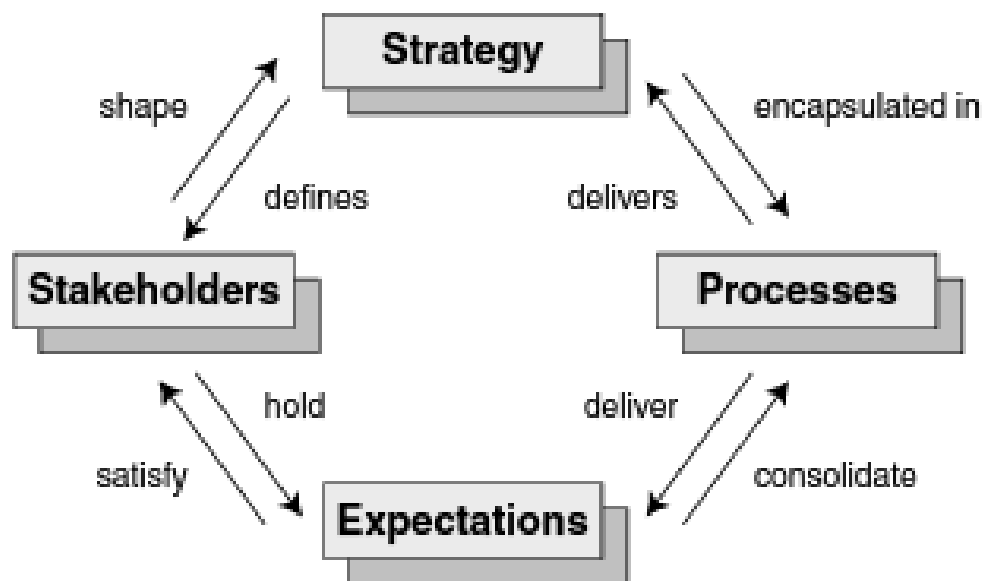 Strategy
shape
encapsulated in
defines
delivers
Stakeholders
Processes
hold
deliver
satisfy
consolidate
Expectations